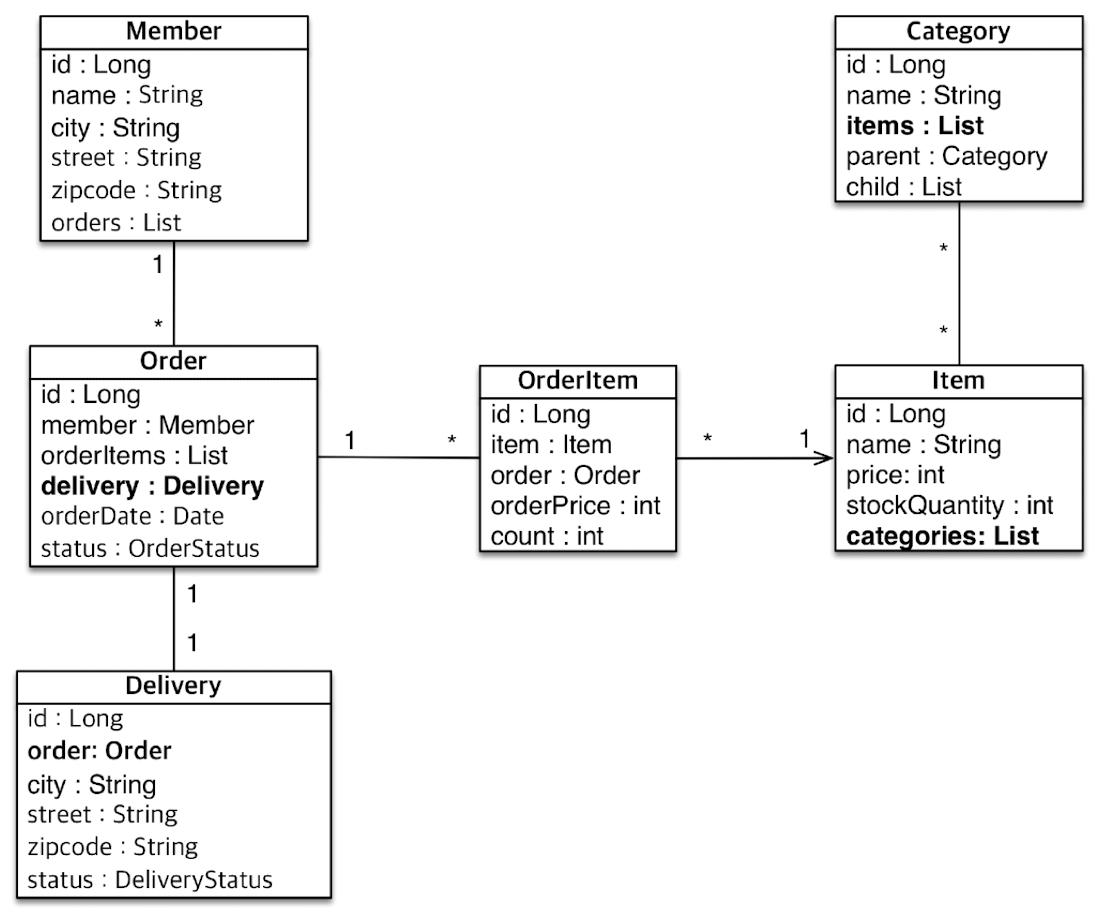 Member
id : Long
name : String
city : String
street : String
zipcode : String
orders : List
1
*
Order
id : Long
member : Member
orderItems : List
delivery : Delivery
orderDate : Date
status : OrderStatus
1
*
OrderItem
id : Long
item : Item
order : Order
orderPrice : int
count : int
*
1
Category
id : Long
name : String
items : List
parent : Category
child : List
*
*
Item
id : Long
name : String
price: int
stockQuantity : int
categories: List
1
1
Delivery
id : Long
order: Order
city : String
street : String
zipcode : String
status : DeliveryStatus